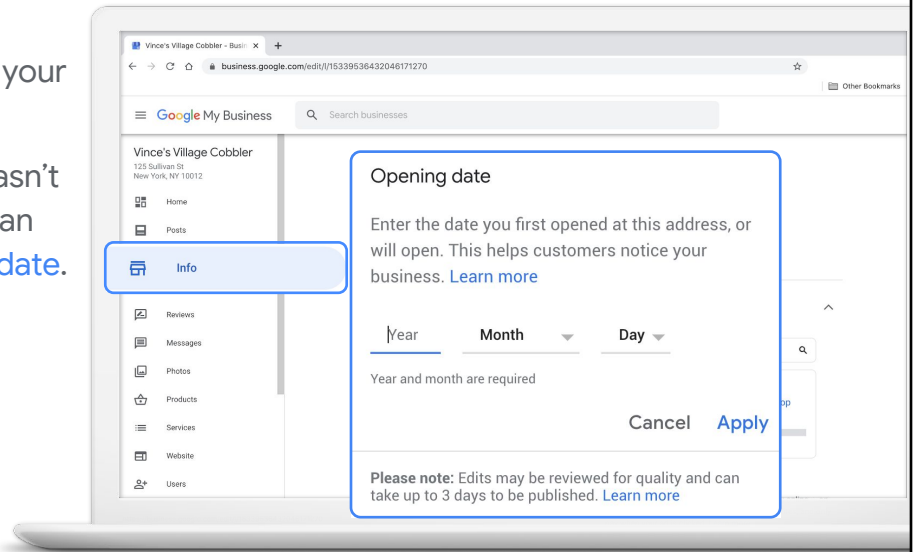 your
asn't
an
date.
Vince's Village Cobbler - Busin
business.google.com/edit/l/15339536432046171270
Other Bookmarks
Google My Business
Search businesses
Vince's Village Cobbler
125 Sullivan St
New York, NY 10012
Home
Posts
Info
Reviews
Messages
Photos
Products
Services
Website
Users
Opening date
Enter the date you first opened at this address, or
will open. This helps customers notice your
business. Learn more
Year Month Day
Year and month are required
Cancel Apply
Please note: Edits may be reviewed for quality and can
take up to 3 days to be published. Learn more